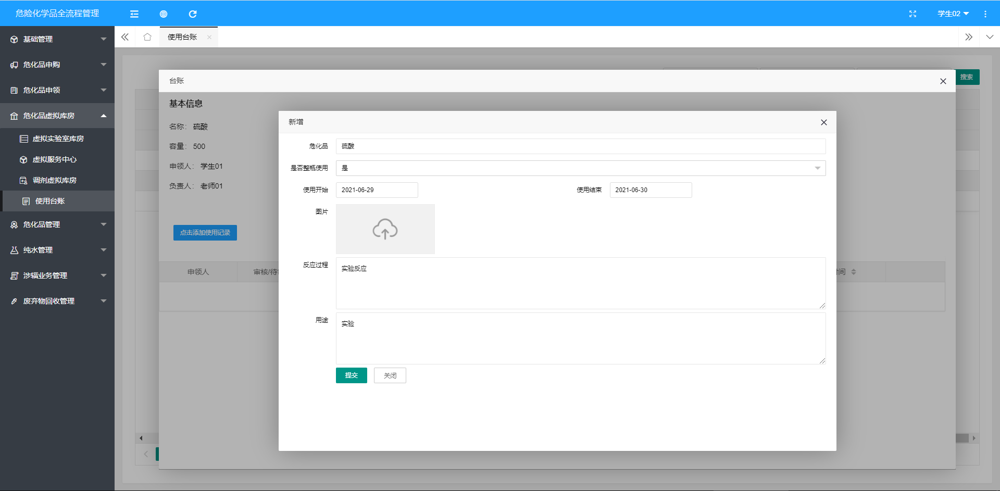 危险化学品全流程管理
学生02
基础管理
危化品申购
危化品申领
危化品虚拟库房
虚拟实验室库房
虚拟服务中心
调剂虚拟库房
使用台账
危化品管理
纯水管理
涉辐业务管理
废弃物回收管理
使用台账
搜索
台账
基本信息
名称： 硫酸
容量： 500
申领人： 学生01
负责人： 老师01
点击添加使用记录
申领人 审核/待
间
新增
危化品 硫酸
是否整瓶使用 是
使用开始 2021-06-29 使用结束 2021-06-30
图片
反应过程 实验反应
用途 实验
提交 关闭